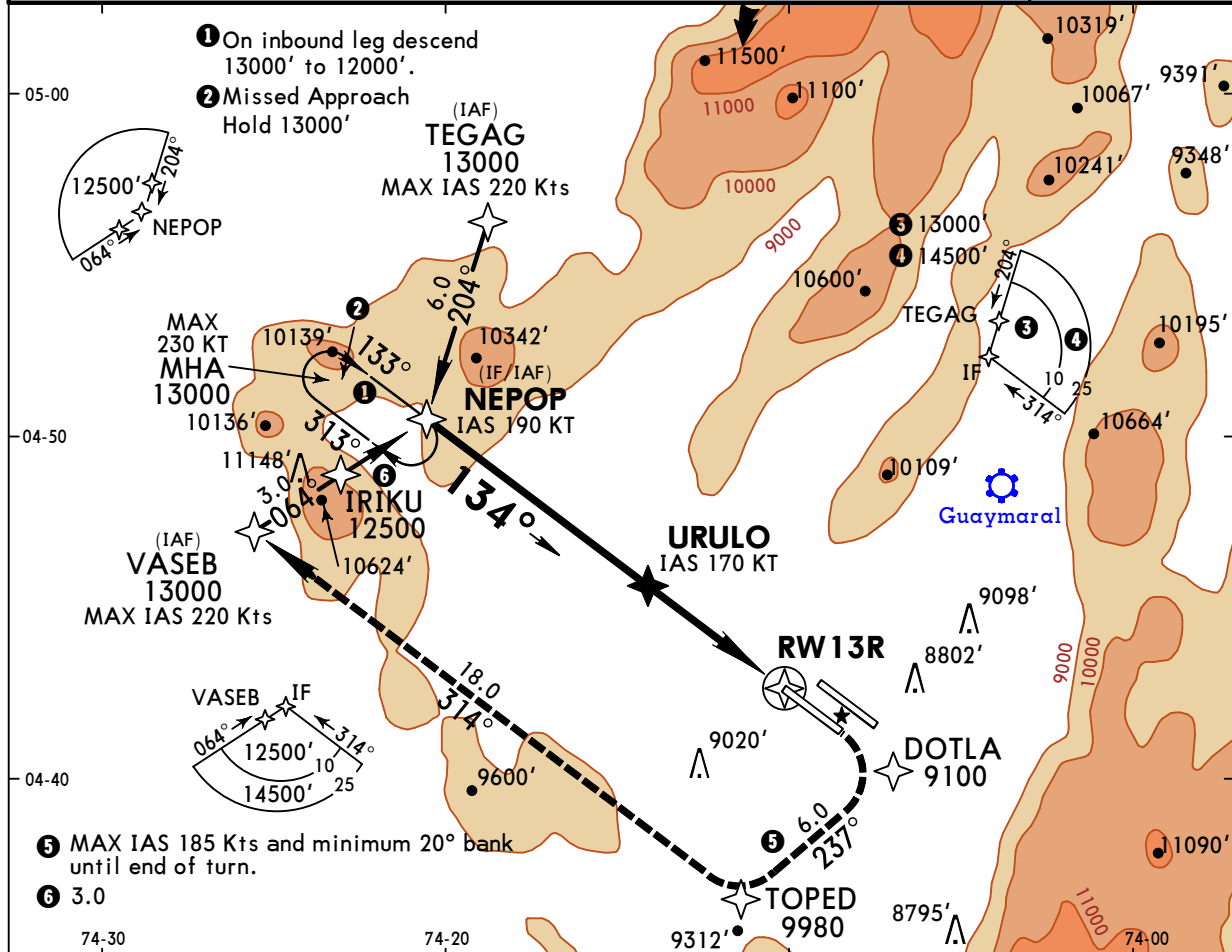 ❶ On inbound leg descend
13000' to 12000'.
❷ Missed Approach
Hold 13000'
05-00
12500'
204°
NEPOP
064°
(IAF)
TEGAG
13000
MAX IAS 220 Kts
11500'
11000
11100'
10000
9000
10319'
9391'
10067'
9348'
10241'
❸ 13000'
❹ 14500'
10600'
204°
TEGAG
❸
❹
IF
10
25
314°
10195'
6.0
204°
❷
MAX
230 KT
MHA
13000
10139'
133°
10342'
❶
(IF/IAF)
NEPOP
IAS 190 KT
10136'
313°
04-50
10664'
11148'
❻
10109'
3.0
064°
IRIKU
12500
134°
Guaymaral
(IAF)
VASEB
13000
MAX IAS 220 Kts
10624'
URULO
IAS 170 KT
9098'
RW13R
8802'
9000
10000
18.0
314°
VASEB
IF
064°
314°
12500'
10
14500'
25
9020'
DOTLA
9100
04-40
9600'
6.0
237°
❺
❺ MAX IAS 185 Kts and minimum 20° bank
until end of turn.
❻ 3.0
11090'
TOPED
9980
8795'
11000
9312'
74-30
74-20
74-00